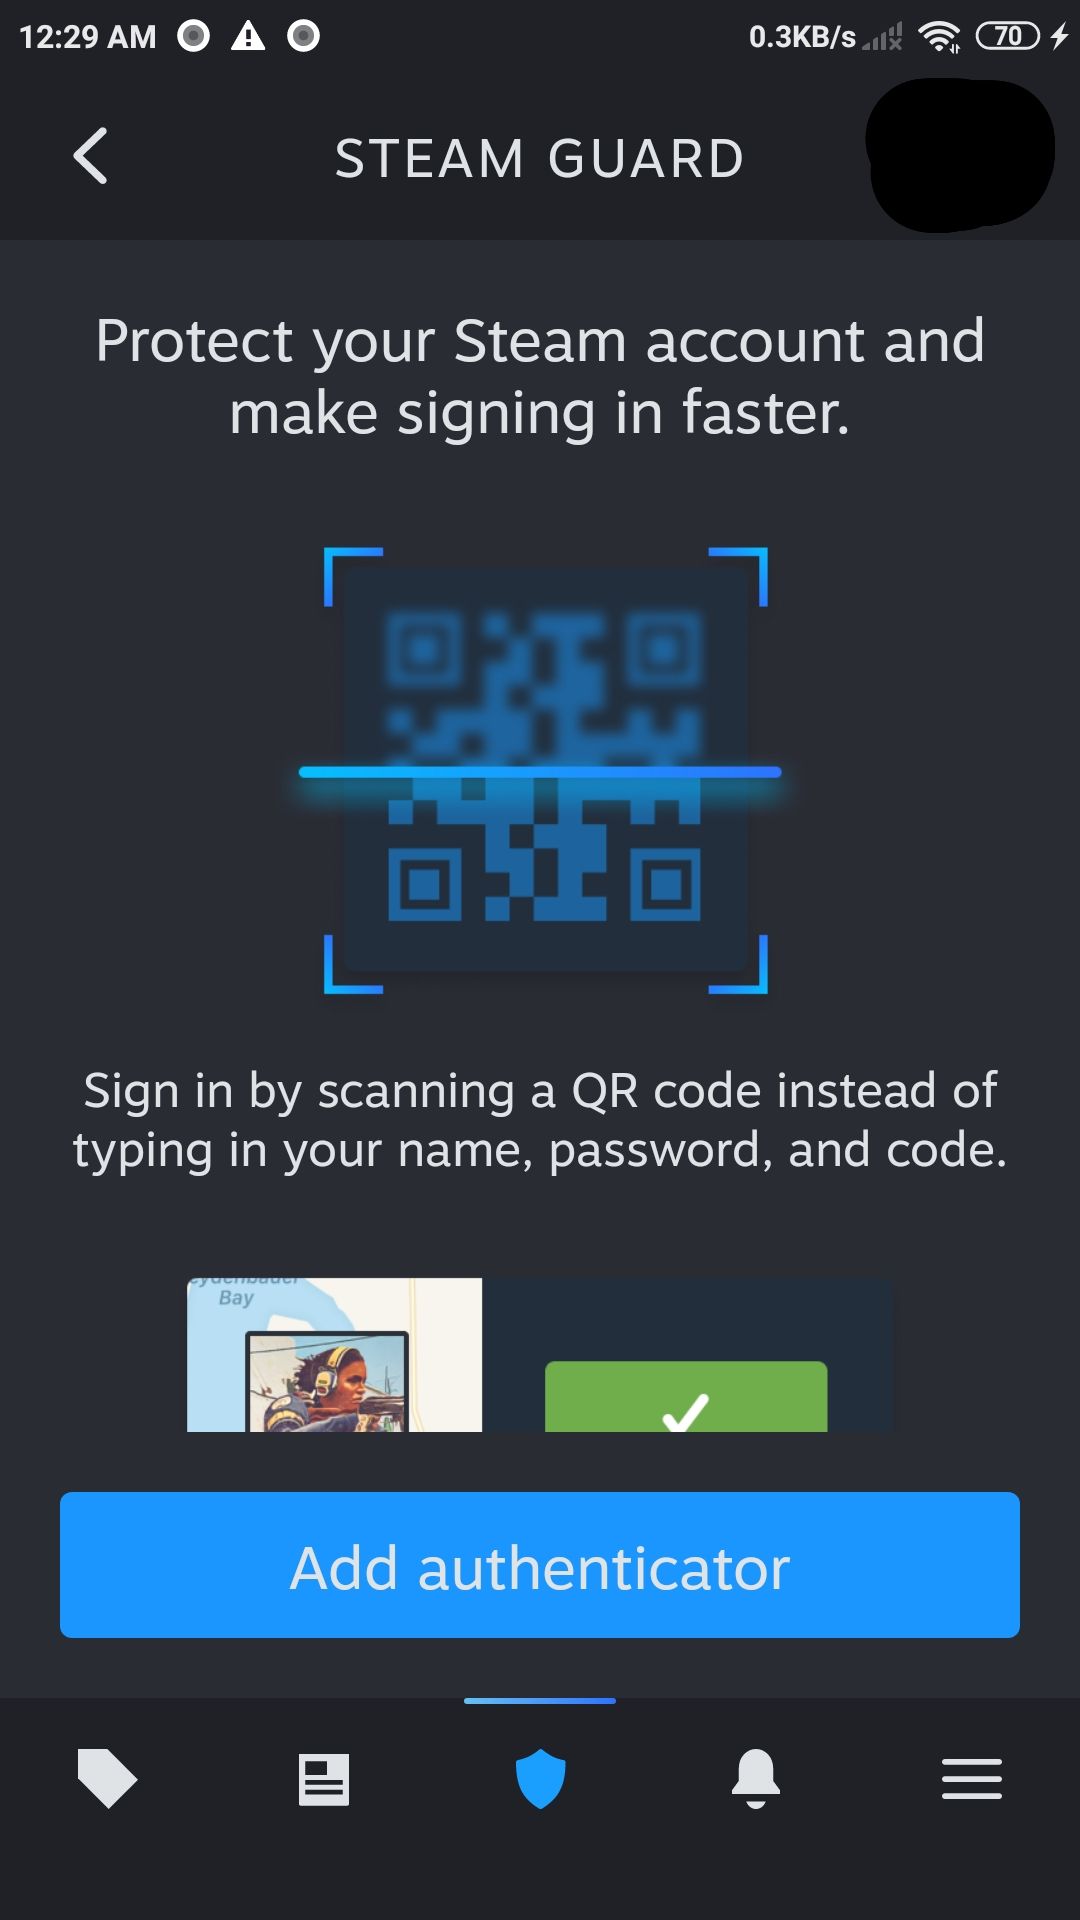 12:29 AM 0.3KB/s 70
STEAM GUARD
Protect your Steam account and
make signing in faster.
Sign in by scanning a QR code instead of
typing in your name, password, and code.
Bay
Add authenticator